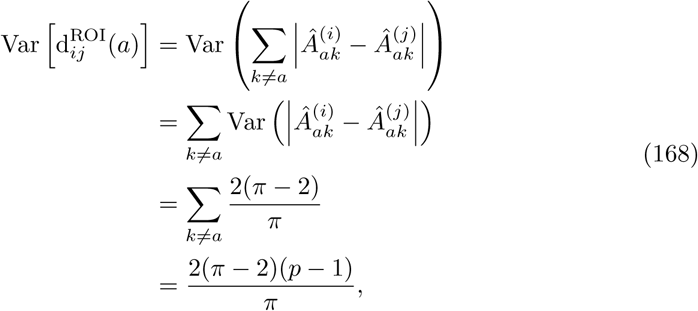 Var [d_{ij}^{ROI}(a)] = Var ( ∑_{k≠a} | Â_{ak}^{(i)} − Â_{ak}^{(j)} | )
= ∑_{k≠a} Var ( | Â_{ak}^{(i)} − Â_{ak}^{(j)} | )
(168)
= ∑_{k≠a} 2(π − 2) / π
= 2(π − 2)(p − 1) / π,